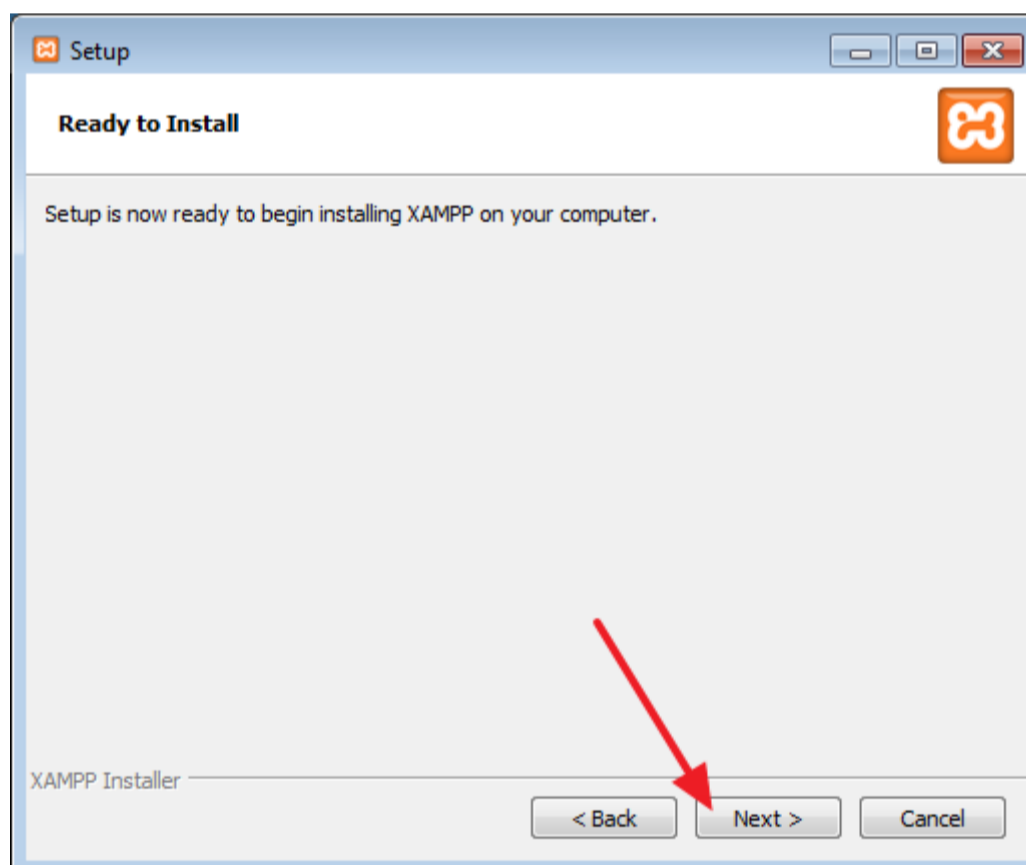 Setup
Ready to Install
Setup is now ready to begin installing XAMPP on your computer.
XAMPP Installer
< Back Next > Cancel